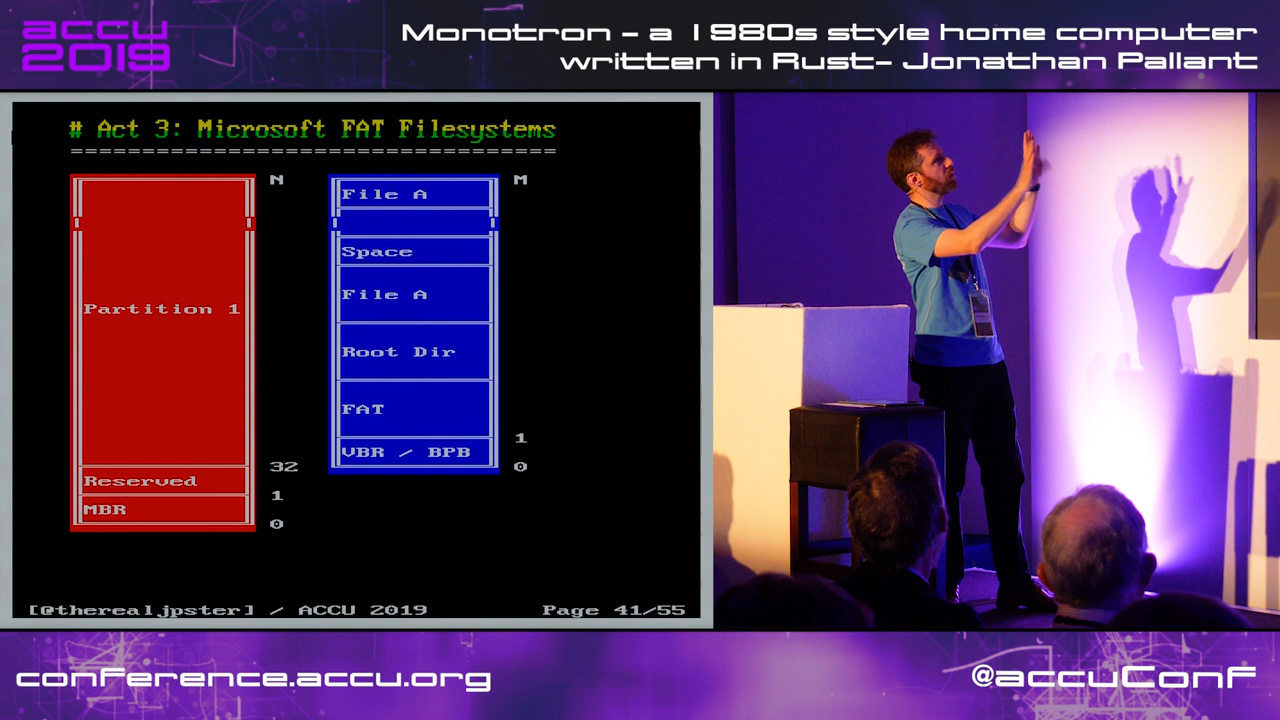 accu
2019
Monotron - a 1980s style home computer
written in Rust- Jonathan Pallant
# Act 3: Microsoft FAT Filesystems
==================================
N
M
File A
Space
File A
Partition 1
Root Dir
FAT
1
VBR / BPB
32
0
Reserved
1
MBR
0
[@therealjpster] / ACCU 2019
Page 41/55
conference.accu.org
@accuConf